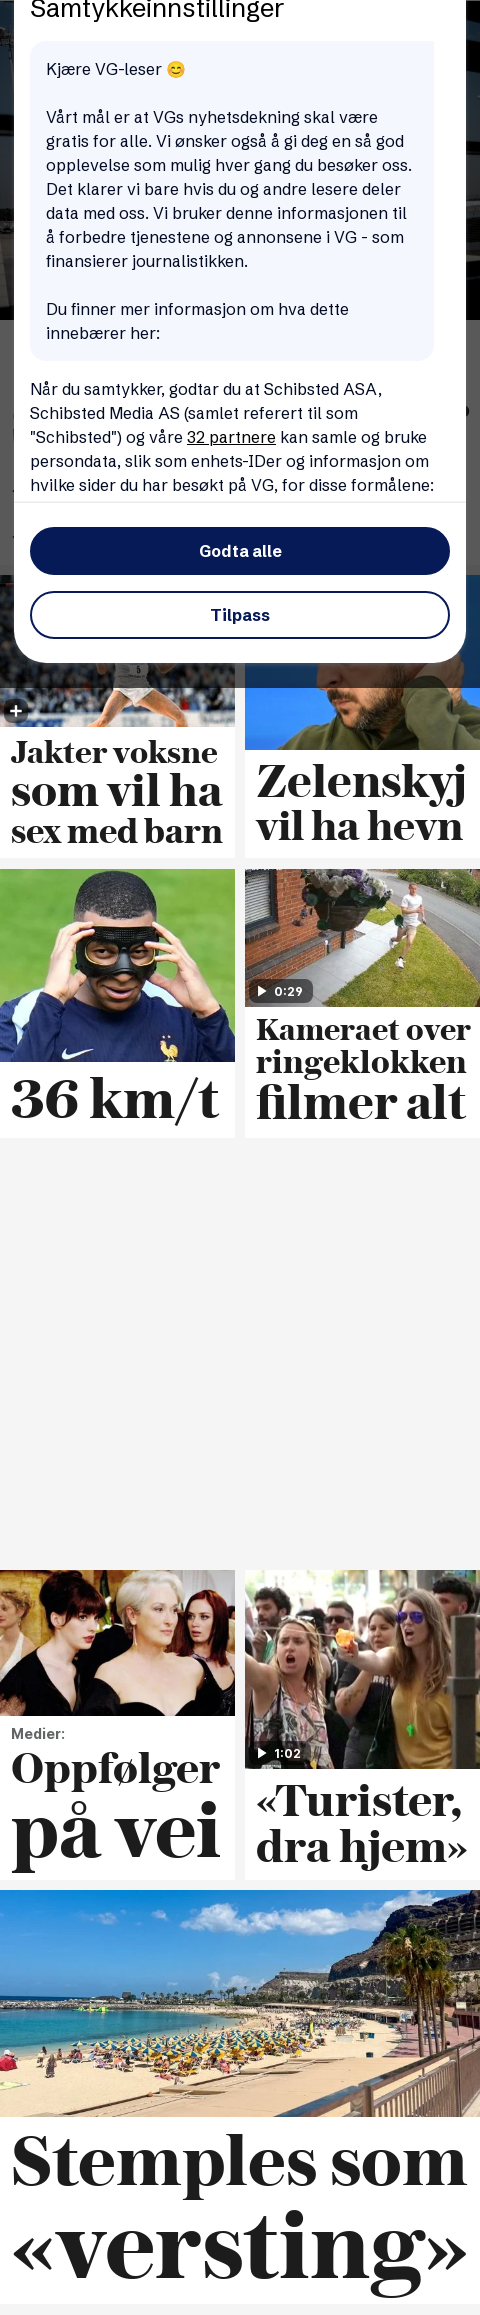 Samtykkeinnstillinger
Kjære VG-leser 😊
Vårt mål er at VGs nyhetsdekning skal være
gratis for alle. Vi ønsker også å gi deg en så god
opplevelse som mulig hver gang du besøker oss.
Det klarer vi bare hvis du og andre lesere deler
data med oss. Vi bruker denne informasjonen til
å forbedre tjenestene og annonsene i VG - som
finansierer journalistikken.
Du finner mer informasjon om hva dette
innebærer her:
Når du samtykker, godtar du at Schibsted ASA,
Schibsted Media AS (samlet referert til som
"Schibsted") og våre 32 partnere kan samle og bruke
persondata, slik som enhets-IDer og informasjon om
hvilke sider du har besøkt på VG, for disse formålene:
Godta alle
Tilpass
Jakter voksne
som vil ha
sex med barn
Zelenskyj
vil ha hevn
36 km/t
0:29
Kameraet over
ringeklokken
filmer alt
Medier:
Oppfølger
på vei
1:02
«Turister,
dra hjem»
Stemples som
«versting»